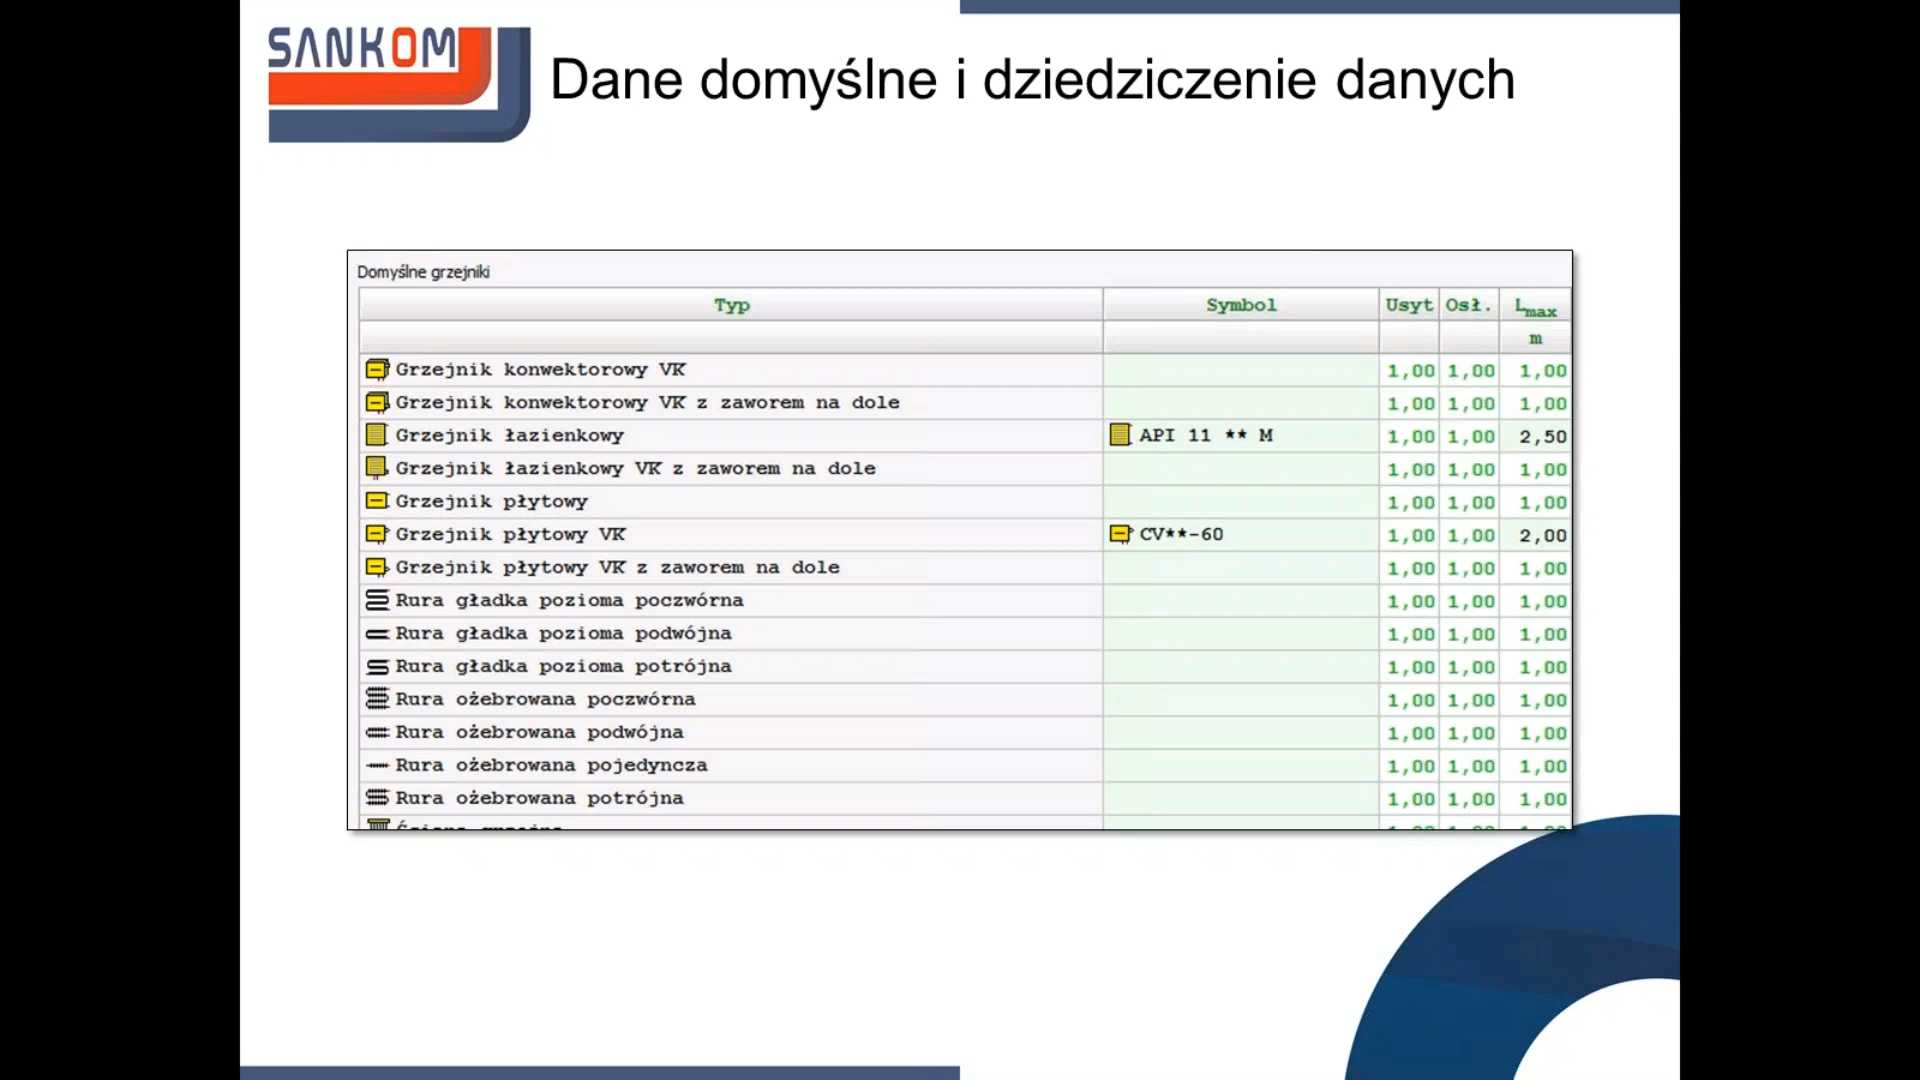 SANKOM
Dane domyślne i dziedziczenie danych
Domyślne grzejniki
Typ Symbol Usyt Osł. Lmax
m
Grzejnik konwektorowy VK 1,00 1,00 1,00
Grzejnik konwektorowy VK z zaworem na dole 1,00 1,00 1,00
Grzejnik łazienkowy API 11 ** M 1,00 1,00 2,50
Grzejnik łazienkowy VK z zaworem na dole 1,00 1,00 1,00
Grzejnik płytowy 1,00 1,00 1,00
Grzejnik płytowy VK CV**-60 1,00 1,00 2,00
Grzejnik płytowy VK z zaworem na dole 1,00 1,00 1,00
Rura gładka pozioma poczwórna 1,00 1,00 1,00
Rura gładka pozioma podwójna 1,00 1,00 1,00
Rura gładka pozioma potrójna 1,00 1,00 1,00
Rura ożebrowana poczwórna 1,00 1,00 1,00
Rura ożebrowana podwójna 1,00 1,00 1,00
Rura ożebrowana pojedyncza 1,00 1,00 1,00
Rura ożebrowana potrójna 1,00 1,00 1,00